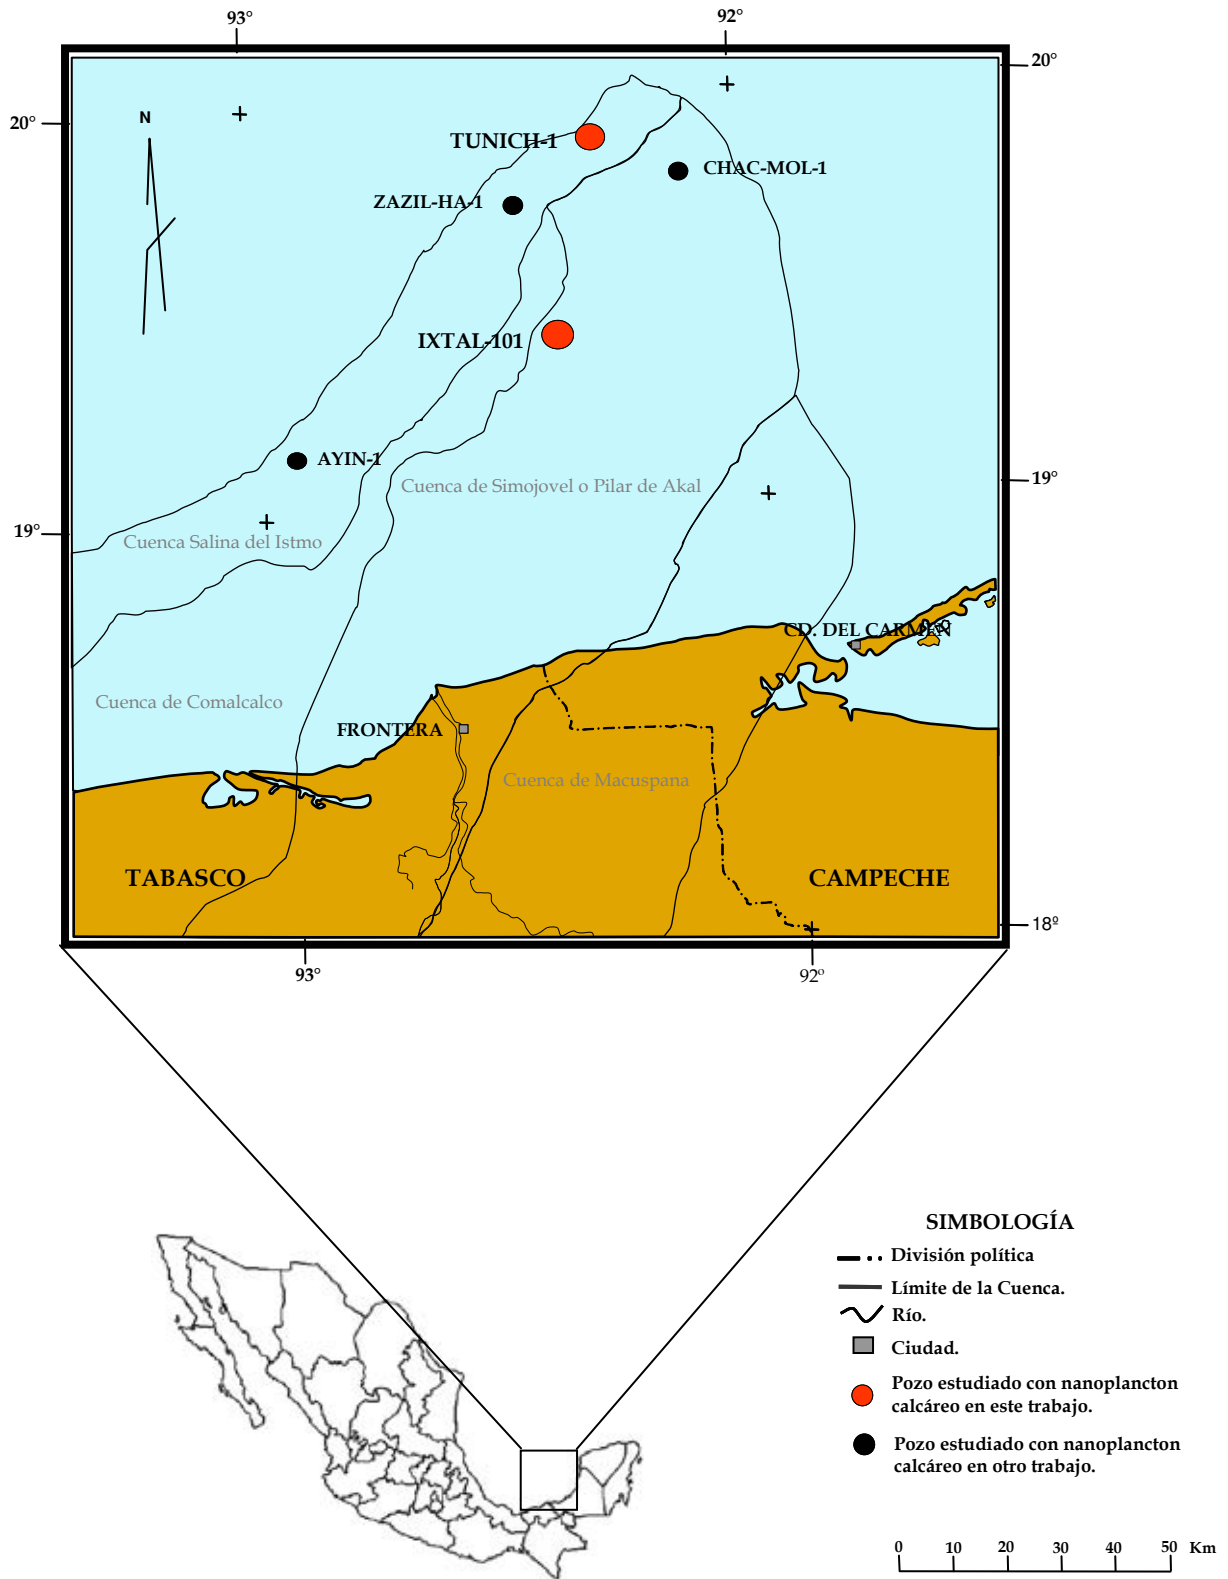 93°
92°
20°
20°
N
TUNICH-1
CHAC-MOL-1
ZAZIL-HA-1
IXTAL-101
AYIN-1
Cuenca de Simojovel o Pilar de Akal
19°
19°
Cuenca Salina del Istmo
CD. DEL CARMEN
Cuenca de Comalcalco
FRONTERA
Cuenca de Macuspana
TABASCO
CAMPECHE
18º
93°
92°
SIMBOLOGÍA
División política
Límite de la Cuenca.
Río.
Ciudad.
Pozo estudiado con nanoplancton
calcáreo en este trabajo.
Pozo estudiado con nanoplancton
calcáreo en otro trabajo.
0 10 20 30 40 50 Km